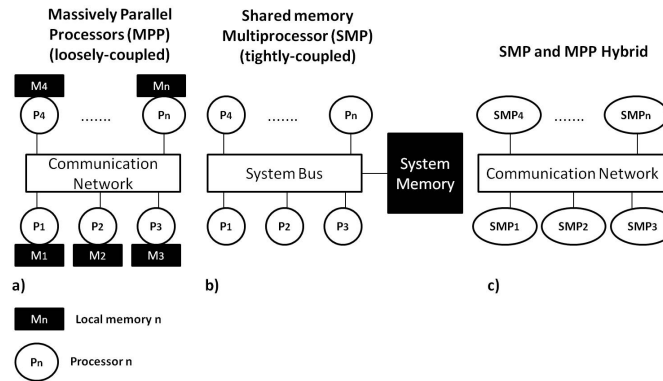 Massively Parallel
Processors (MPP)
(loosely-coupled)
Shared memory
Multiprocessor (SMP)
(tightly-coupled)
SMP and MPP Hybrid
M4
Mn
P4
.......
Pn
P4
.......
Pn
SMP4
.......
SMPn
Communication
Network
System Bus
System
Memory
Communication Network
P1
P2
P3
P1
P2
P3
SMP1
SMP2
SMP3
M1
M2
M3
a)
b)
c)
Mn
Local memory n
Pn
Processor n